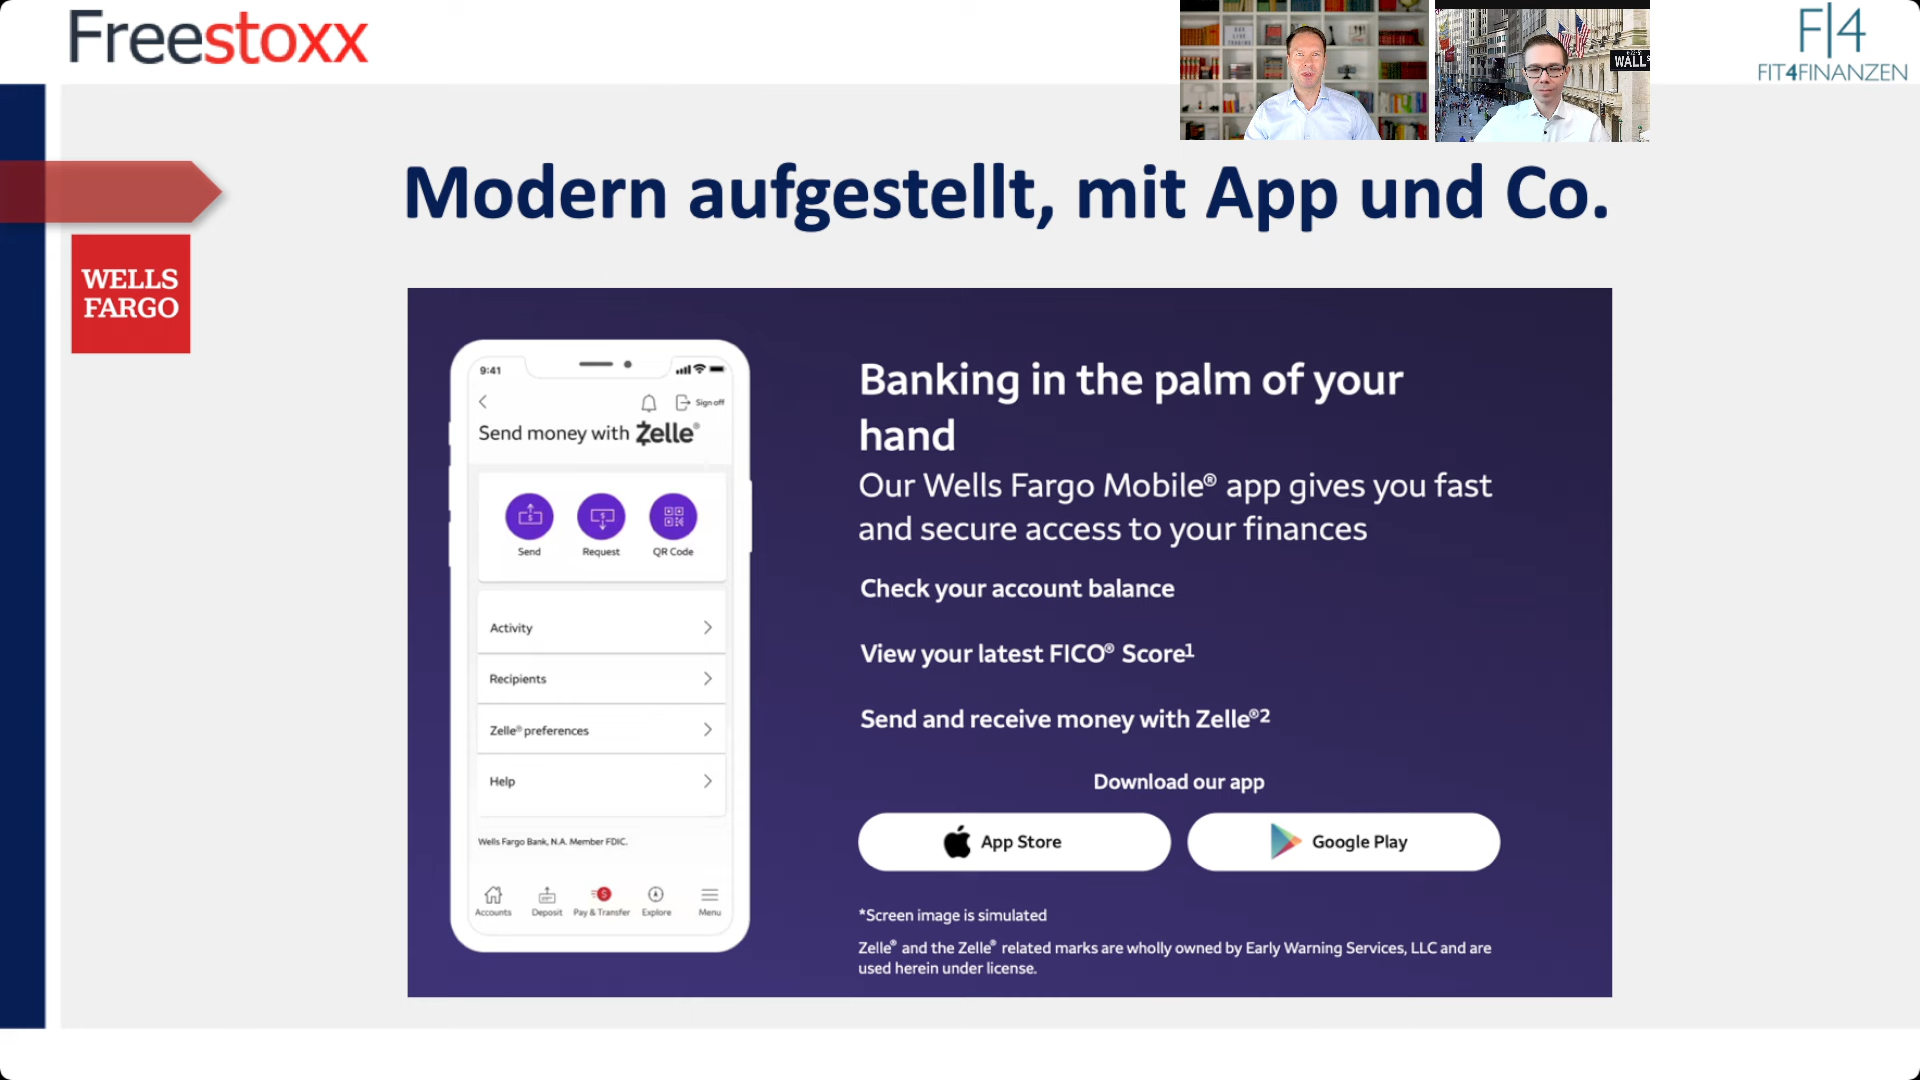 Freestoxx
WALL
F|4
FIT4FINANZEN
Modern aufgestellt, mit App und Co.
WELLS
FARGO
9:41
Sign off
Send money with Zelle®
Send
Request
QR Code
Activity
Recipients
Zelle® preferences
Help
Wells Fargo Bank, N.A. Member FDIC.
Accounts
Deposit
Pay & Transfer
Explore
Menu
Banking in the palm of your
hand
Our Wells Fargo Mobile® app gives you fast
and secure access to your finances
Check your account balance
View your latest FICO® Score¹
Send and receive money with Zelle®²
Download our app
App Store
Google Play
*Screen image is simulated
Zelle® and the Zelle® related marks are wholly owned by Early Warning Services, LLC and are
used herein under license.